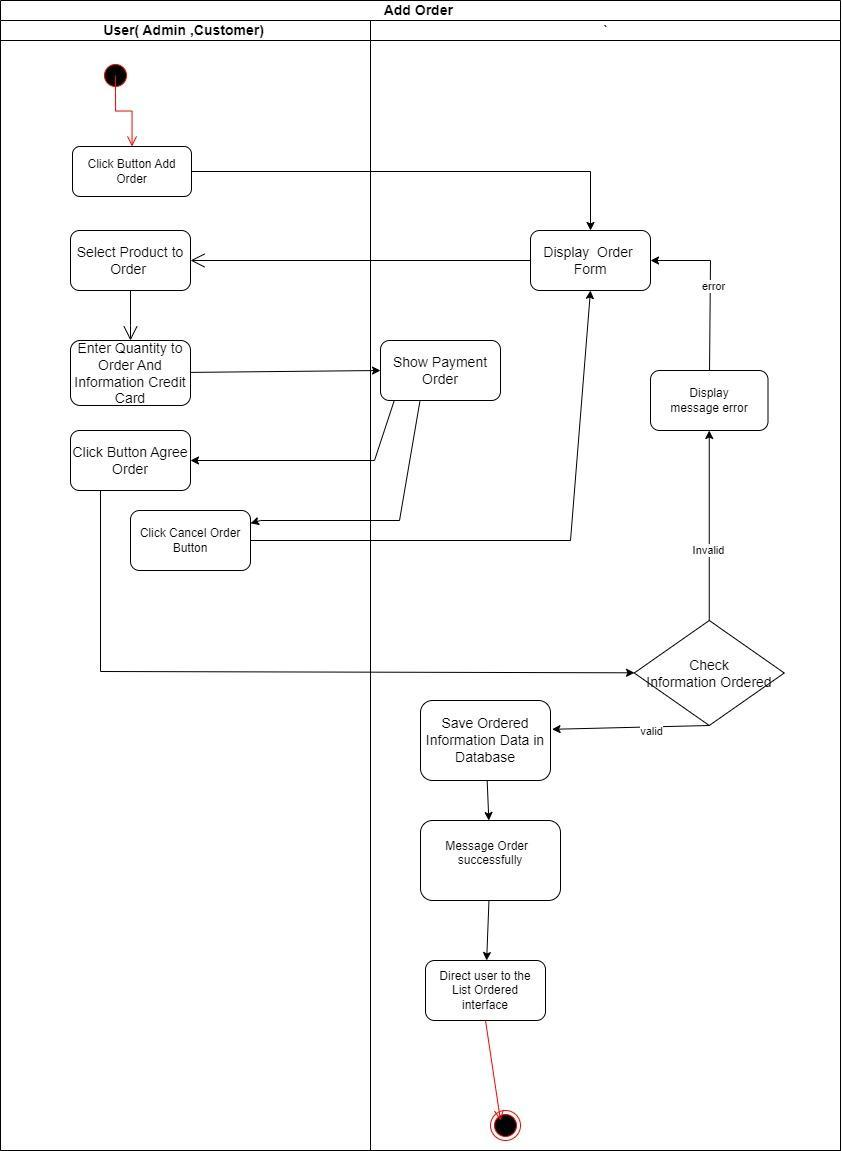 Add Order
User( Admin ,Customer)
`
Click Button Add
Order
Select Product to
Order
Display  Order
Form
error
Enter Quantity to
Order And
Information Credit
Card
Show Payment
Order
Display
message error
Click Button Agree
Order
Click Cancel Order
Button
Invalid
Check
Information Ordered
Save Ordered
Information Data in
Database
valid
Message Order
successfully
Direct user to the
List Ordered
interface